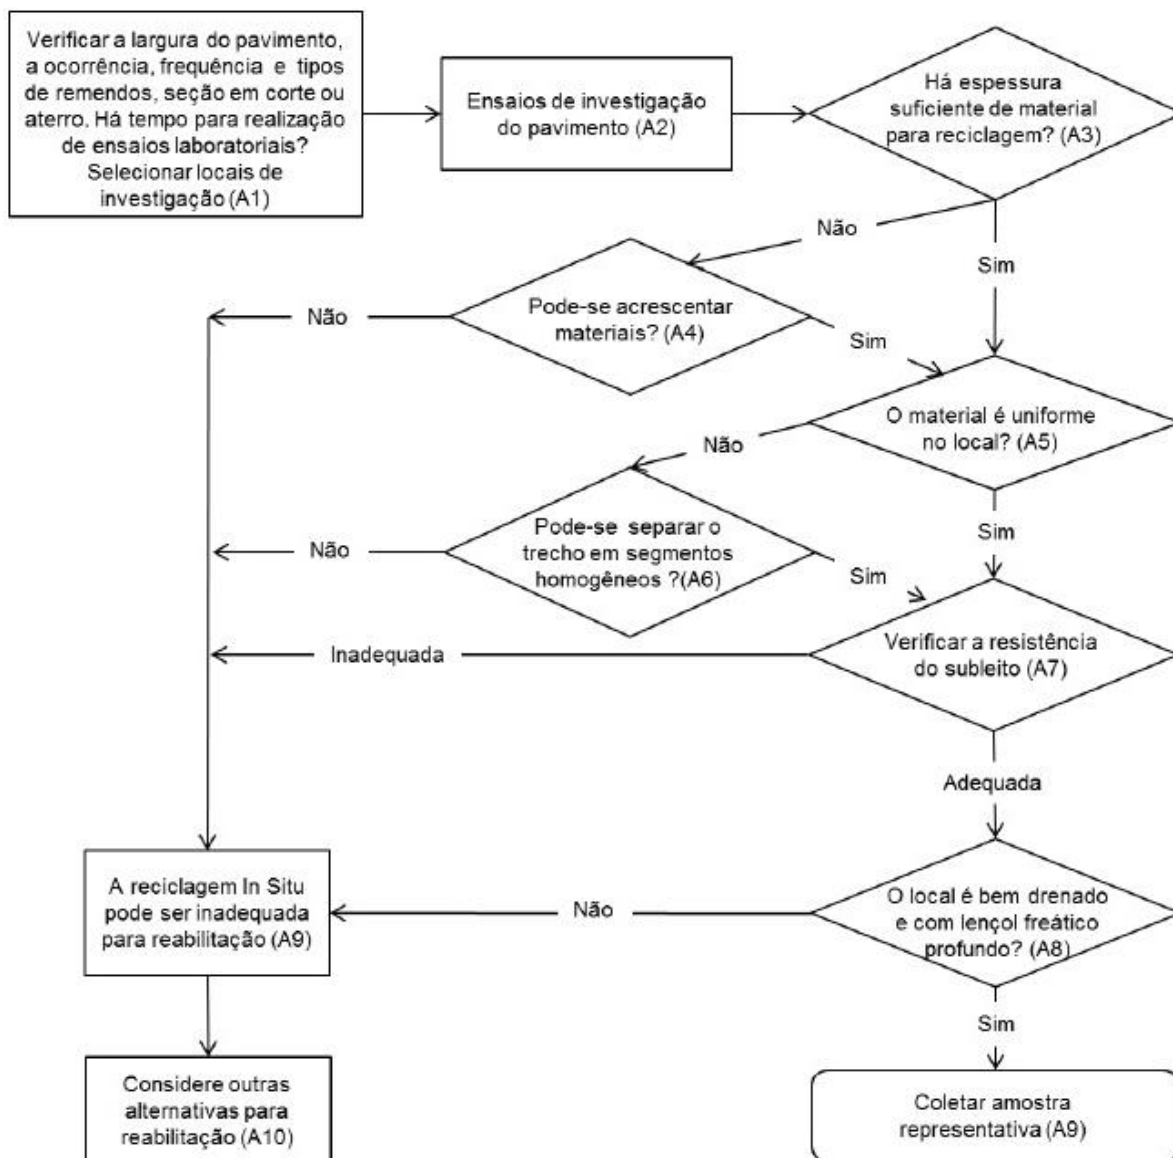 Verificar a largura do pavimento,
a ocorrência, frequência e tipos
de remendos, seção em corte ou
aterro. Há tempo para realização
de ensaios laboratoriais?
Selecionar locais de
investigação (A1)
Ensaios de investigação
do pavimento (A2)
Há espessura
suficiente de material
para reciclagem? (A3)
Não
Sim
Pode-se acrescentar
materiais? (A4)
Não
Sim
O material é uniforme
no local? (A5)
Não
Sim
Pode-se separar o
trecho em segmentos
homogêneos ?(A6)
Não
Sim
Verificar a resistência
do subleito (A7)
Inadequada
Adequada
O local é bem drenado
e com lençol freático
profundo? (A8)
Não
Sim
A reciclagem In Situ
pode ser inadequada
para reabilitação (A9)
Considere outras
alternativas para
reabilitação (A10)
Coletar amostra
representativa (A9)